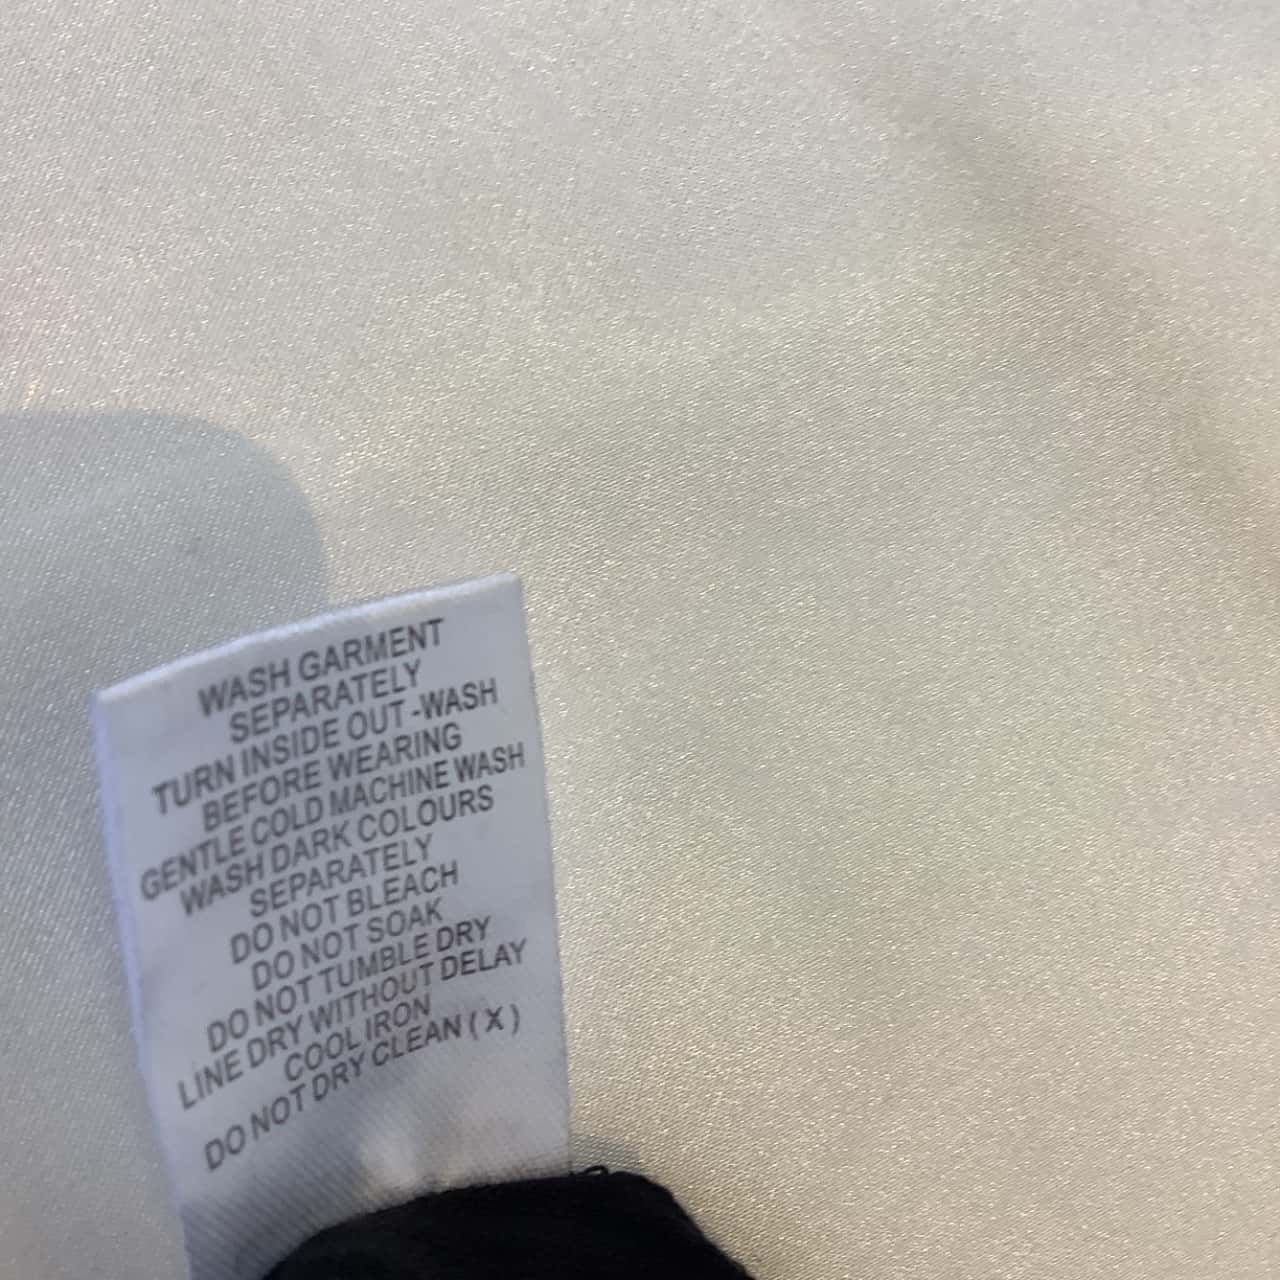 WASH GARMENT
SEPARATELY
TURN INSIDE OUT -WASH
BEFORE WEARING
GENTLE COLD MACHINE WASH
WASH DARK COLOURS
SEPARATELY
DO NOT BLEACH
DO NOT SOAK
DO NOT TUMBLE DRY
LINE DRY WITHOUT DELAY
COOL IRON
DO NOT DRY CLEAN ( X )